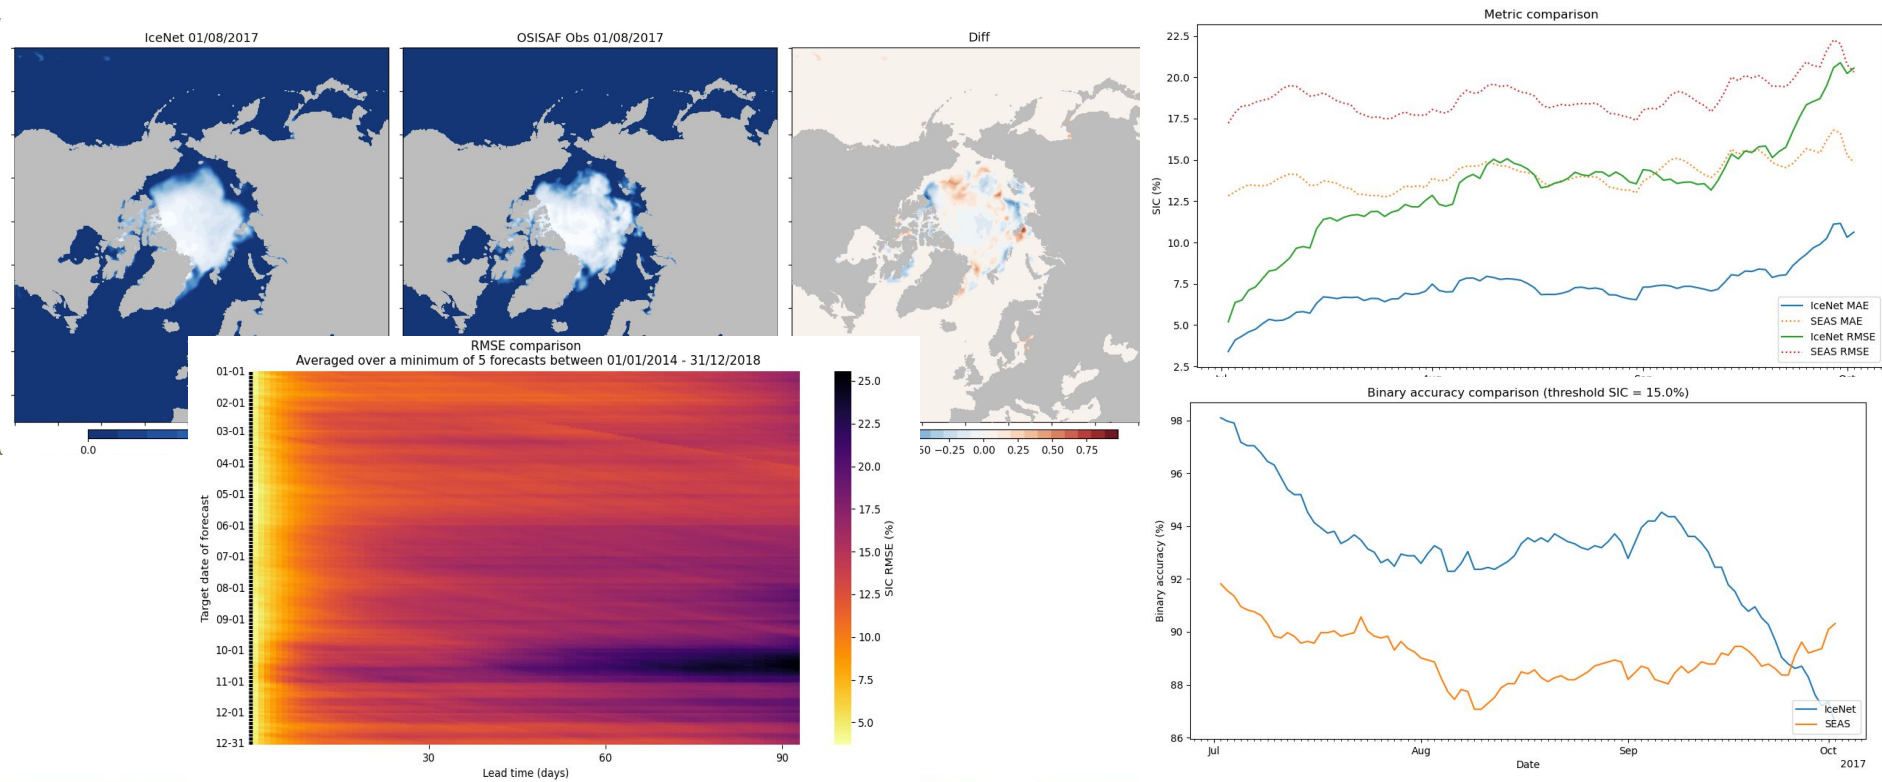 IceNet 01/08/2017
OSISAF Obs 01/08/2017
Diff
0.0
50 −0.25 0.00 0.25 0.50 0.75
RMSE comparison
Averaged over a minimum of 5 forecasts between 01/01/2014 - 31/12/2018
Target date of forecast
01-01
02-01
03-01
04-01
05-01
06-01
07-01
08-01
09-01
10-01
11-01
12-01
12-31
30 60 90
Lead time (days)
25.0
22.5
20.0
17.5
15.0
12.5
10.0
7.5
5.0
SIC RMSE (%)
Metric comparison
SIC (%)
22.5
20.0
17.5
15.0
12.5
10.0
7.5
5.0
2.5
IceNet MAE
SEAS MAE
IceNet RMSE
SEAS RMSE
Binary accuracy comparison (threshold SIC = 15.0%)
Binary accuracy (%)
98
96
94
92
90
88
86
IceNet
SEAS
Jul Aug Sep Oct
Date
2017